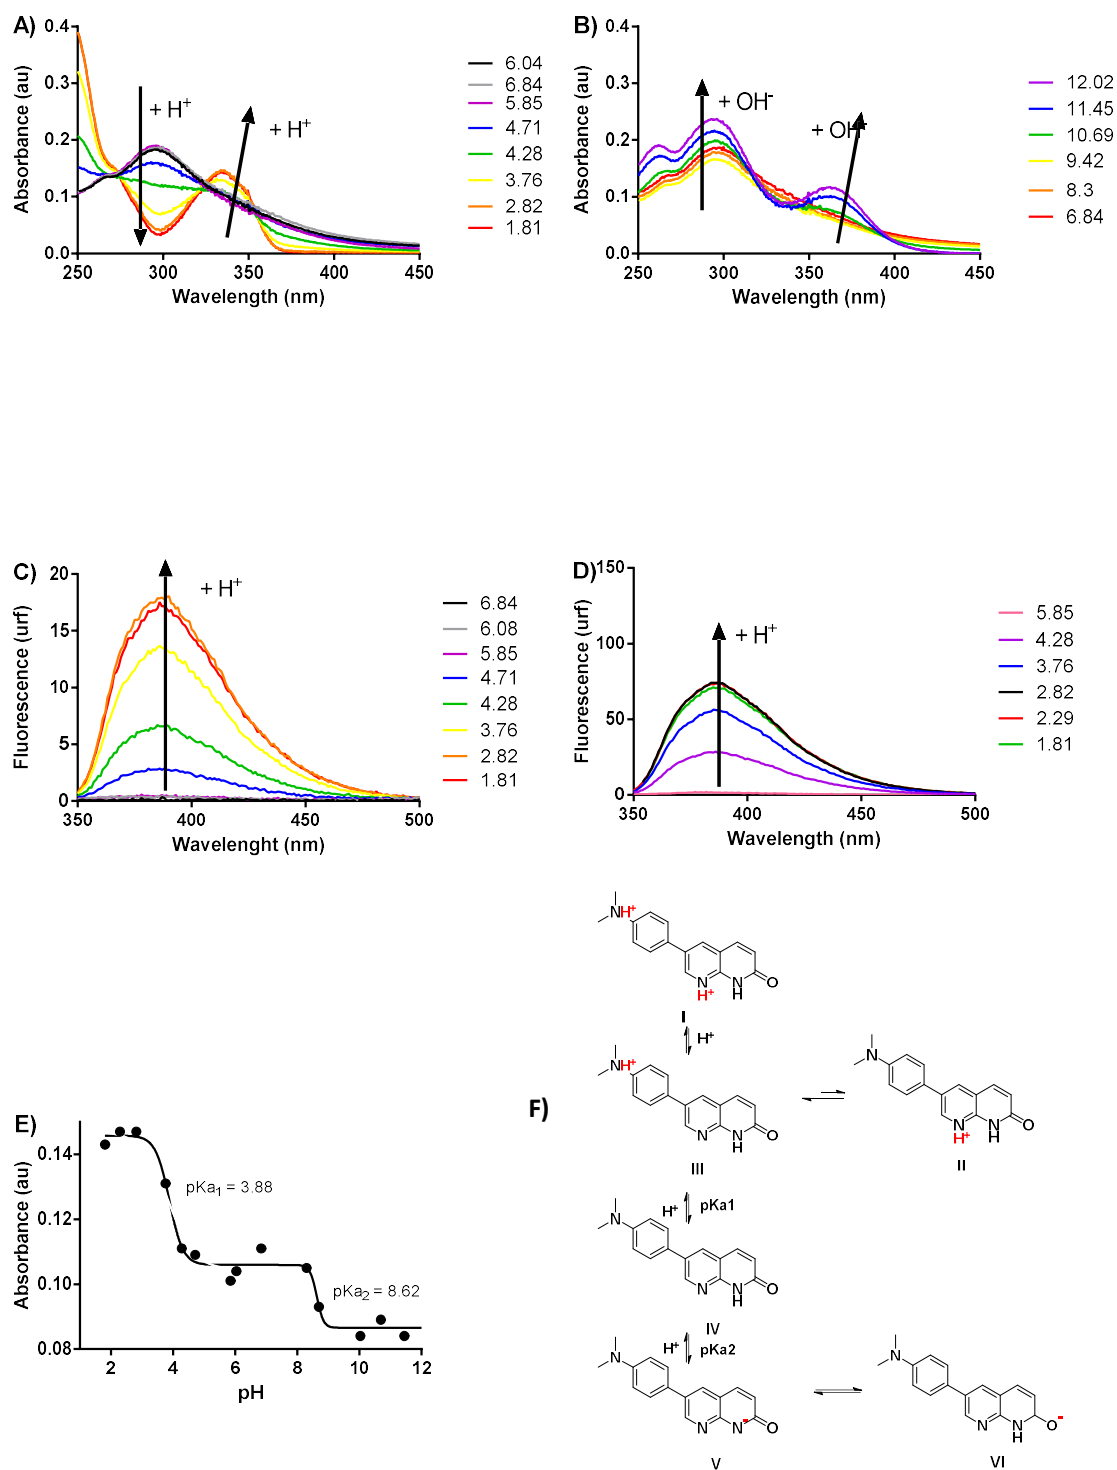 A)
Absorbance (au)
0.4
0.3
0.2
0.1
0.0
250
300
350
400
450
Wavelength (nm)
+ H⁺
+ H⁺
6.04
6.84
5.85
4.71
4.28
3.76
2.82
1.81
B)
Absorbance (au)
0.4
0.3
0.2
0.1
0.0
250
300
350
400
450
Wavelength (nm)
+ OH⁻
+ OH⁻
12.02
11.45
10.69
9.42
8.3
6.84
C)
Fluorescence (urf)
20
15
10
5
0
350
400
450
500
Wavelenght (nm)
+ H⁺
6.84
6.08
5.85
4.71
4.28
3.76
2.82
1.81
D)
Fluorescence (urf)
150
100
50
0
350
400
450
500
Wavelength (nm)
+ H⁺
5.85
4.28
3.76
2.82
2.29
1.81
E)
Absorbance (au)
0.14
0.12
0.10
0.08
2
4
6
8
10
12
pH
pKa₁ = 3.88
pKa₂ = 8.62
F)
N H⁺
N N O
H⁺ H
I
H⁺
N H⁺
N N O
H
III
N
N N O
H⁺ H
II
H⁺ pKa1
N
N N O
H
IV
H⁺ pKa2
N
N N - O
V
N
N N O -
H
VI